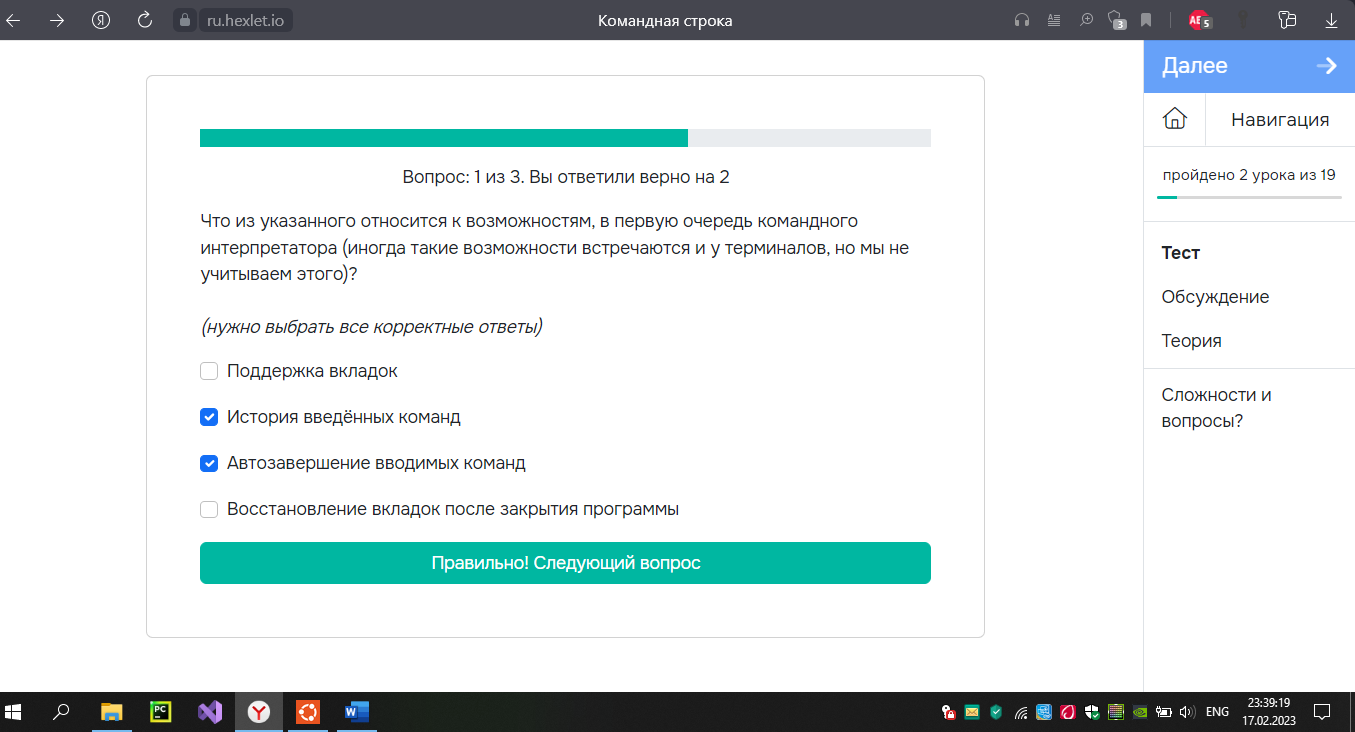 Я
ru.hexlet.io
Командная строка
3
5
Далее
Навигация
пройдено 2 урока из 19
Тест
Обсуждение
Теория
Сложности и
вопросы?
Вопрос: 1 из 3. Вы ответили верно на 2
Что из указанного относится к возможностям, в первую очередь командного
интерпретатора (иногда такие возможности встречаются и у терминалов, но мы не
учитываем этого)?
(нужно выбрать все корректные ответы)
Поддержка вкладок
История введённых команд
Автозавершение вводимых команд
Восстановление вкладок после закрытия программы
Правильно! Следующий вопрос
PC
Y
W
ENG
23:39:19
17.02.2023